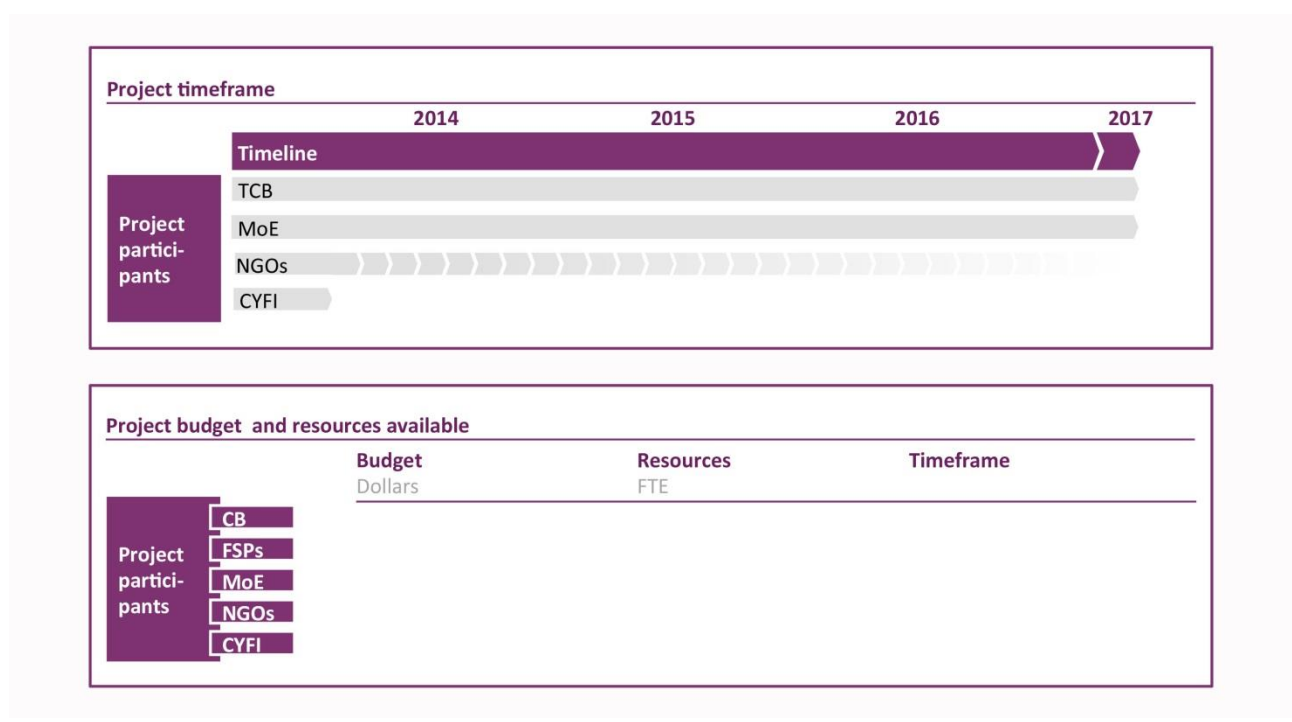 Project timeframe
2014 2015 2016 2017
Timeline
Project
partici-
pants
TCB
MoE
NGOs
CYFI
Project budget and resources available
Budget Resources Timeframe
Dollars FTE
Project
partici-
pants
CB
FSPs
MoE
NGOs
CYFI